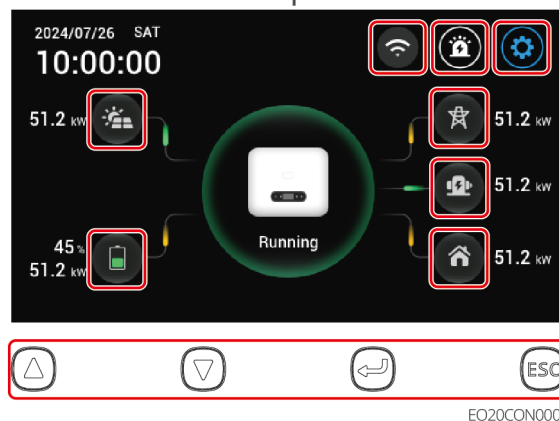 2024/07/26 SAT
10:00:00
51.2 kW
51.2 kW
51.2 kW
45%
51.2 kW
Running
51.2 kW
ESC
EO20CON000